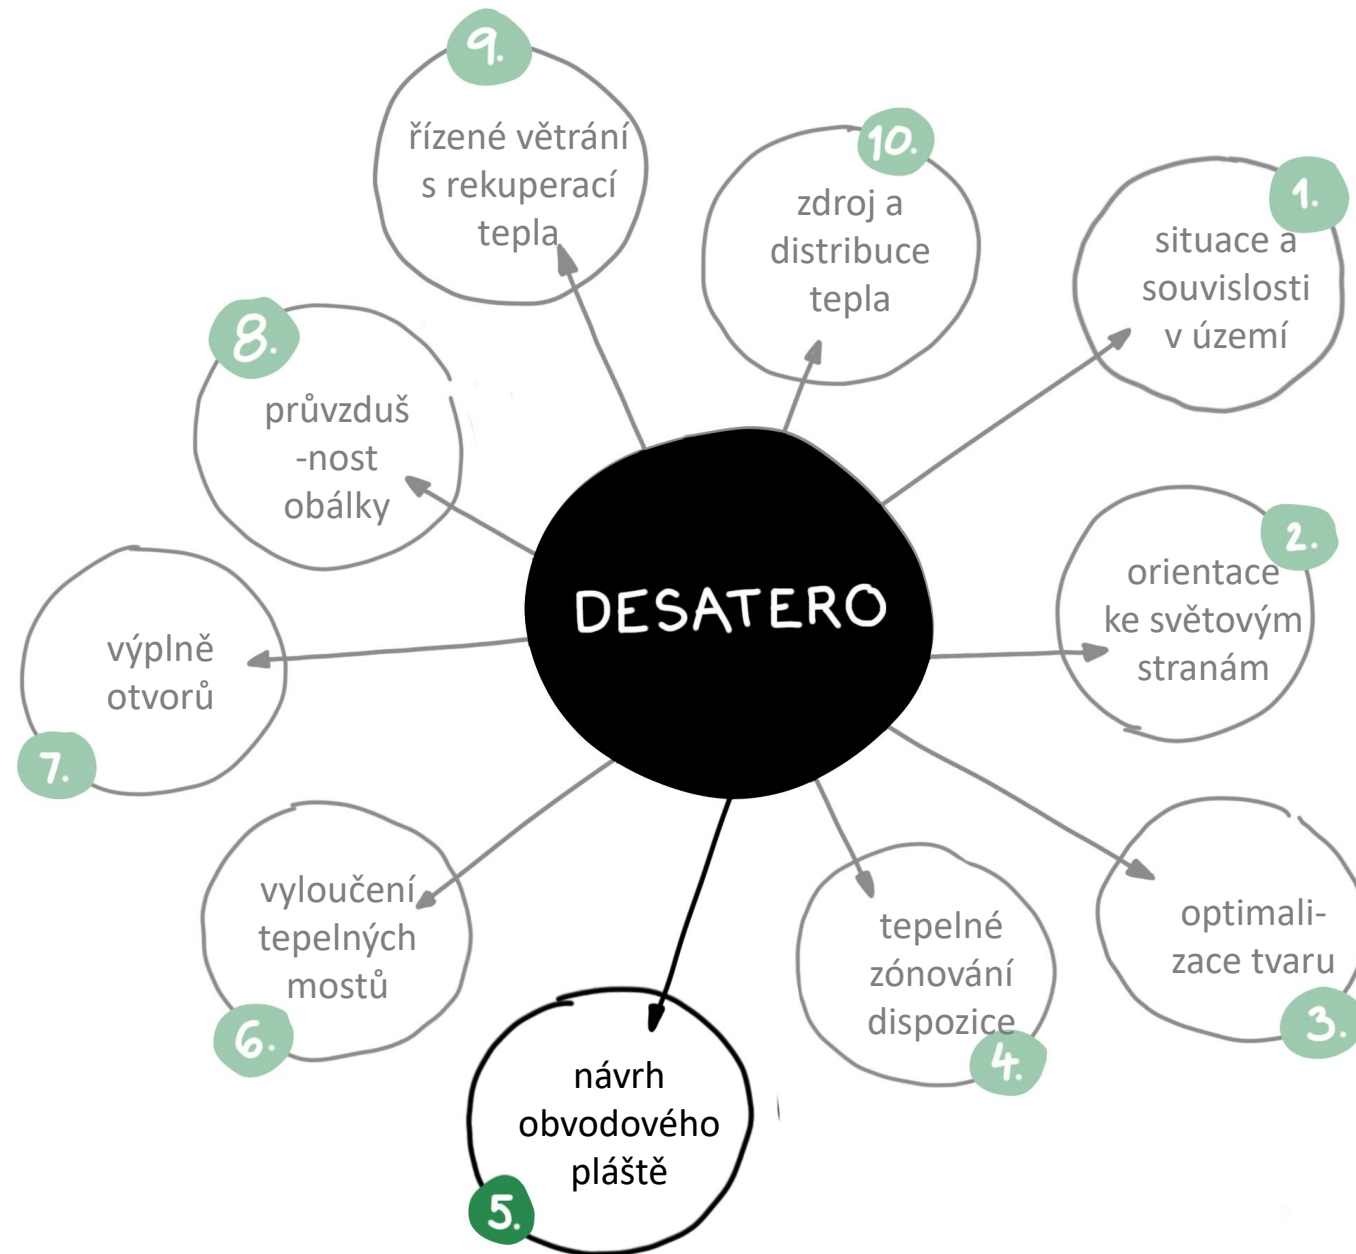 DESATERO
1.
situace a
souvislosti
v území
2.
orientace
ke světovým
stranám
3.
optimali-
zace tvaru
4.
tepelné
zónování
dispozice
5.
návrh
obvodového
pláště
6.
vyloučení
tepelných
mostů
7.
výplně
otvorů
8.
průvzduš
-nost
obálky
9.
řízené větrání
s rekuperací
tepla
10.
zdroj a
distribuce
tepla